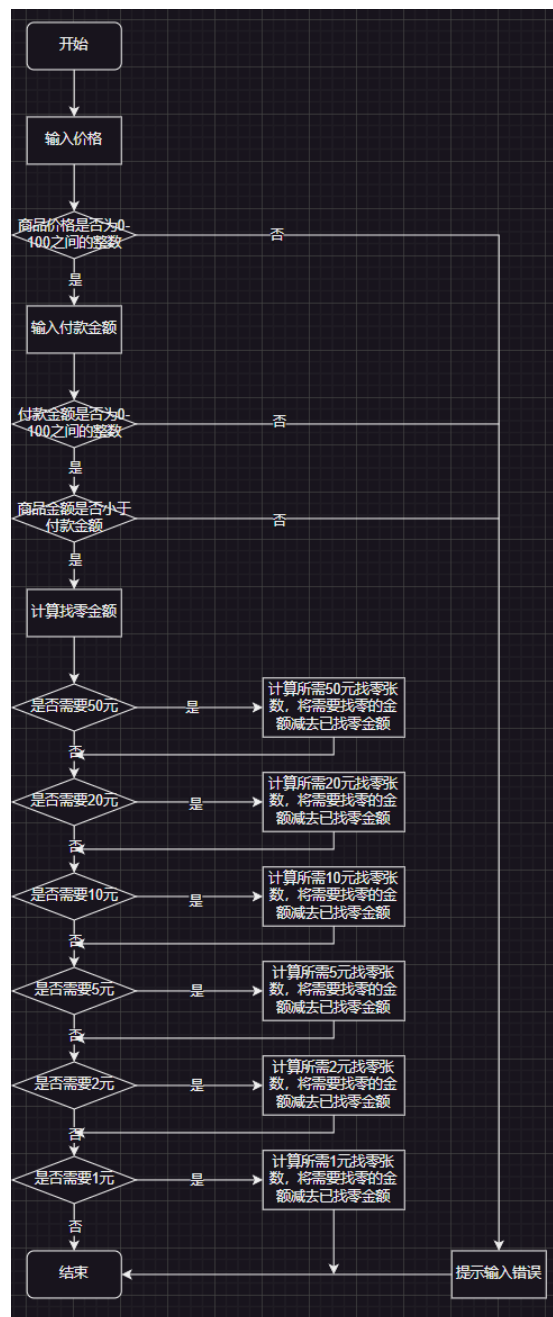 开始
输入价格
商品价格是否为0-
100之间的整数
否
是
输入付款金额
付款金额是否为0-
100之间的整数
否
是
商品金额是否小于
付款金额
否
是
计算找零金额
是否需要50元
是
计算所需50元找零张
数，将需要找零的金
额减去已找零金额
否
是否需要20元
是
计算所需20元找零张
数，将需要找零的金
额减去已找零金额
否
是否需要10元
是
计算所需10元找零张
数，将需要找零的金
额减去已找零金额
否
是否需要5元
是
计算所需5元找零张
数，将需要找零的金
额减去已找零金额
否
是否需要2元
是
计算所需2元找零张
数，将需要找零的金
额减去已找零金额
否
是否需要1元
是
计算所需1元找零张
数，将需要找零的金
额减去已找零金额
否
结束
提示输入错误